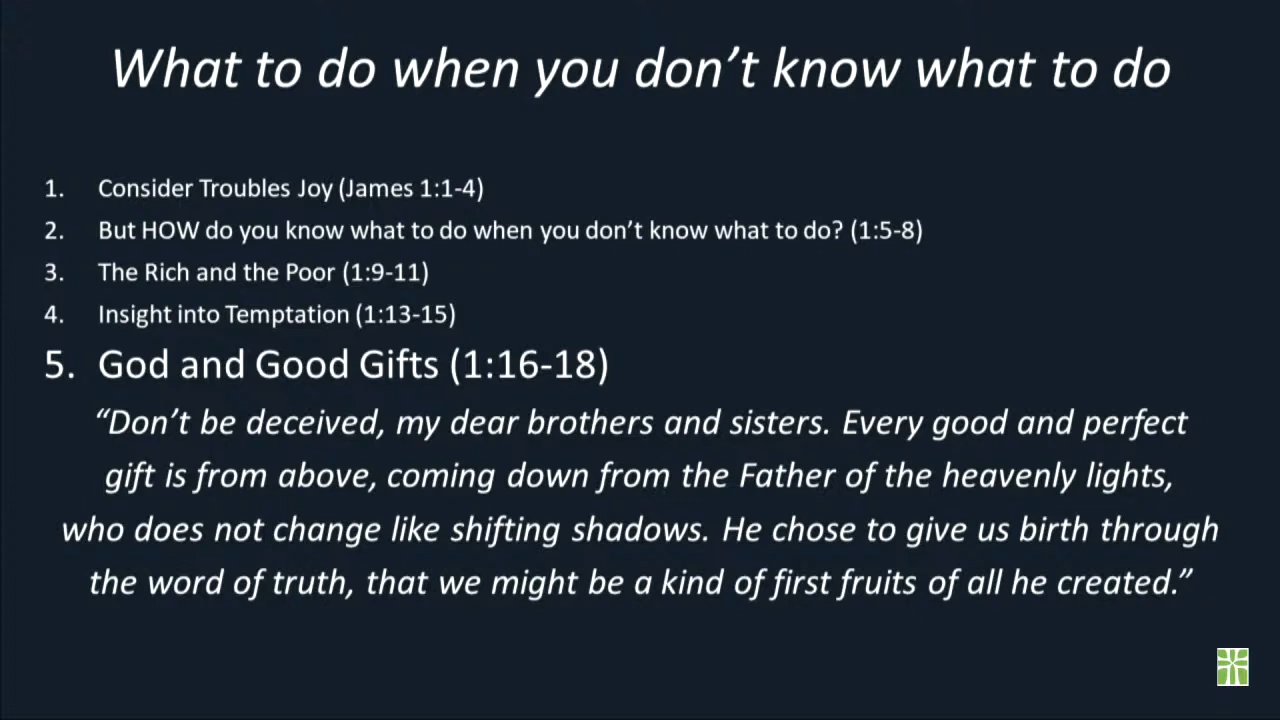 What to do when you don’t know what to do
1. Consider Troubles Joy (James 1:1-4)
2. But HOW do you know what to do when you don’t know what to do? (1:5-8)
3. The Rich and the Poor (1:9-11)
4. Insight into Temptation (1:13-15)
5. God and Good Gifts (1:16-18)
“Don’t be deceived, my dear brothers and sisters. Every good and perfect
gift is from above, coming down from the Father of the heavenly lights,
who does not change like shifting shadows. He chose to give us birth through
the word of truth, that we might be a kind of first fruits of all he created.”